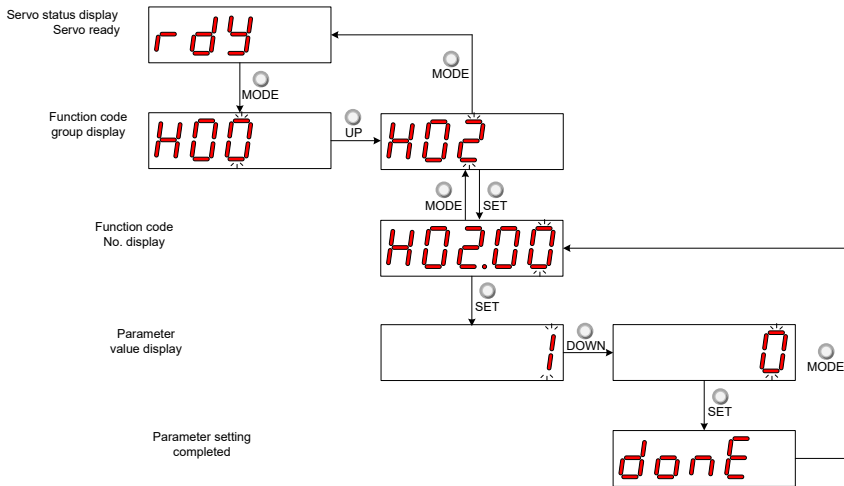 Servo status display
Servo ready
rdy
MODE
MODE
Function code
group display
H00
UP
H02
MODE
SET
Function code
No. display
H02.00
SET
Parameter
value display
1
DOWN
0
MODE
SET
Parameter setting
completed
donE